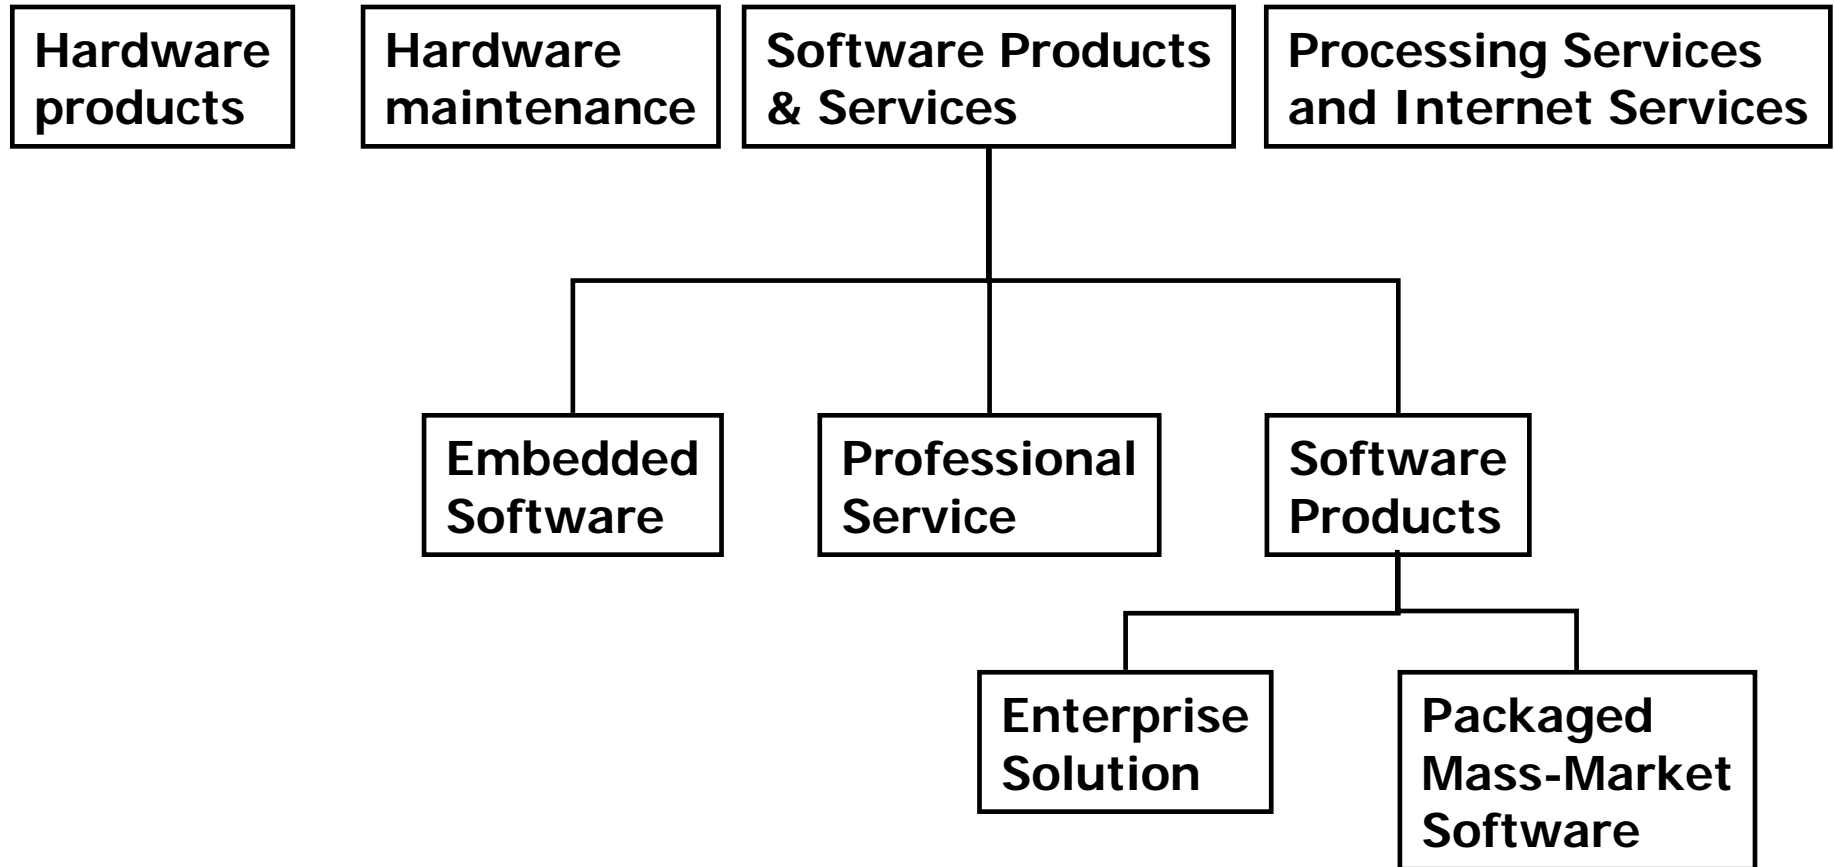 Hardware
products
Hardware
maintenance
Software Products
& Services
Processing Services
and Internet Services
Embedded
Software
Professional
Service
Software
Products
Enterprise
Solution
Packaged
Mass-Market
Software